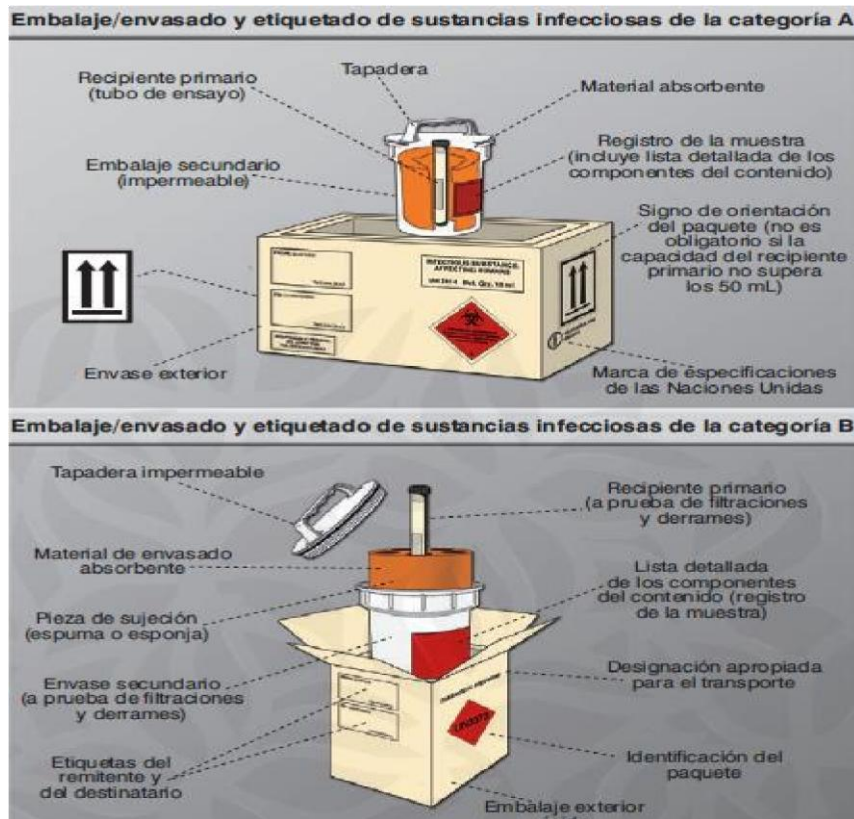 Embalaje/envasado y etiquetado de sustancias infecciosas de la categoría A
Recipiente primario
(tubo de ensayo)
Tapadera
Material absorbente
Embalaje secundario
(impermeable)
Registro de la muestra
(incluye lista detallada de los
componentes del contenido)
Signo de orientación
del paquete (no es
obligatorio si la
capacidad del recipiente
primario no supera
los 50 mL)
INFECTIOUS SUBSTANCE,
AFFECTING HUMANS
Envase exterior
Marca de especificaciones
de las Naciones Unidas
Embalaje/envasado y etiquetado de sustancias infecciosas de la categoría B
Tapadera impermeable
Recipiente primario
(a prueba de filtraciones
y derrames)
Material de envasado
absorbente
Lista detallada
de los componentes
del contenido (registro
de la muestra)
Pieza de sujeción
(espuma o esponja)
Designación apropiada
para el transporte
Envase secundario
(a prueba de filtraciones
y derrames)
Etiquetas del
remitente y
del destinatario
Identificación del
paquete
Embalaje exterior